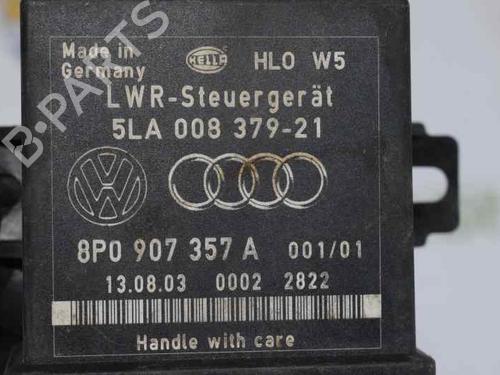 Made in
Germany
HELLA
HLO W5
LWR-Steuergerät
5LA 008 379-21
8P0 907 357 A 001/01
13.08.03 0002 2822
Handle with care
B-PARTS